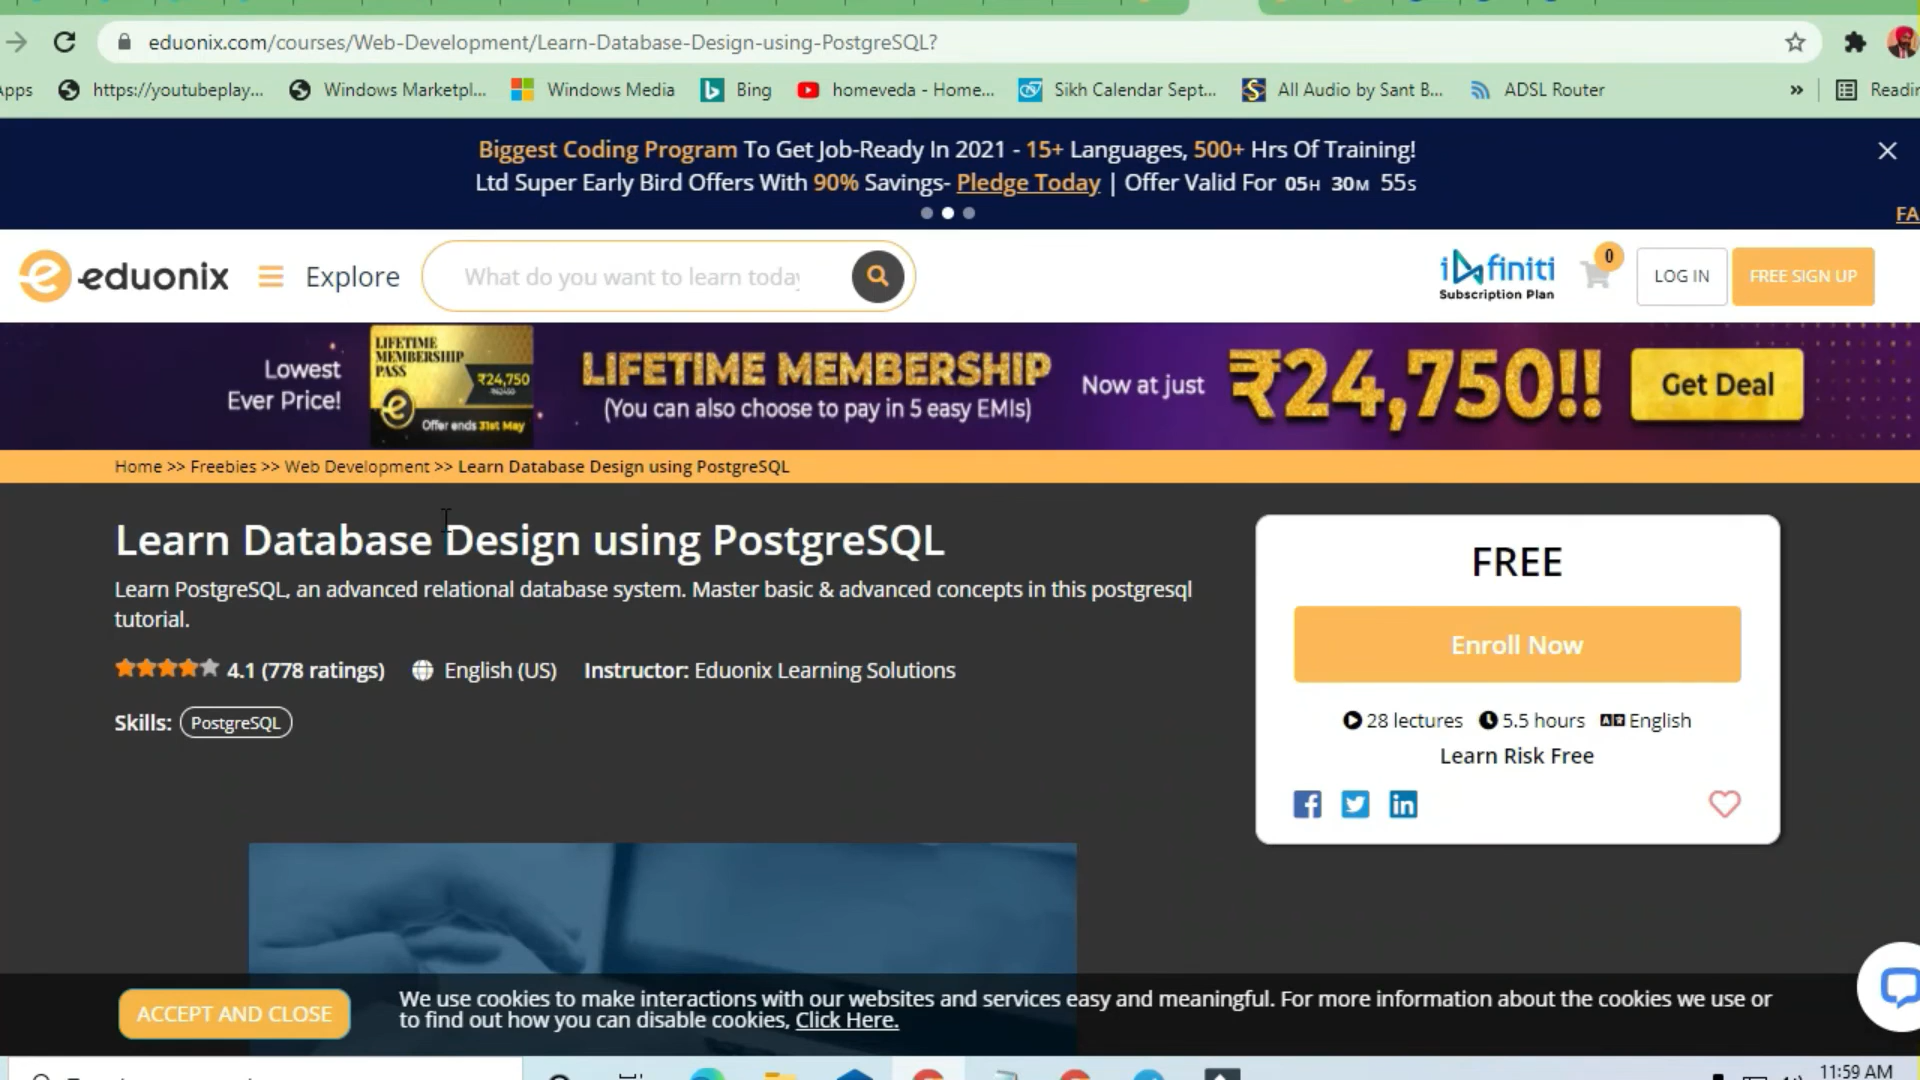 eduonix.com/courses/Web-Development/Learn-Database-Design-using-PostgreSQL?
https://youtubeplay... Windows Marketpl... Windows Media Bing homeveda - Home... Sikh Calendar Sept... All Audio by Sant B... ADSL Router »
Biggest Coding Program To Get Job-Ready In 2021 - 15+ Languages, 500+ Hrs Of Training!
Ltd Super Early Bird Offers With 90% Savings- Pledge Today | Offer Valid For 05H 30M 55S
FA
eduonix Explore What do you want to learn today
infiniti
Subscription Plan
0
LOG IN FREE SIGN UP
Lowest
Ever Price!
LIFETIME
MEMBERSHIP
PASS
₹24,750
Offer ends 31st May
LIFETIME MEMBERSHIP
(You can also choose to pay in 5 easy EMIs)
Now at just ₹24,750!! Get Deal
Home >> Freebies >> Web Development >> Learn Database Design using PostgreSQL
Learn Database Design using PostgreSQL
Learn PostgreSQL, an advanced relational database system. Master basic & advanced concepts in this postgresql
tutorial.
4.1 (778 ratings) English (US) Instructor: Eduonix Learning Solutions
Skills: PostgreSQL
FREE
Enroll Now
28 lectures 5.5 hours English
Learn Risk Free
ACCEPT AND CLOSE
We use cookies to make interactions with our websites and services easy and meaningful. For more information about the cookies we use or
to find out how you can disable cookies, Click Here.
11:59 AM